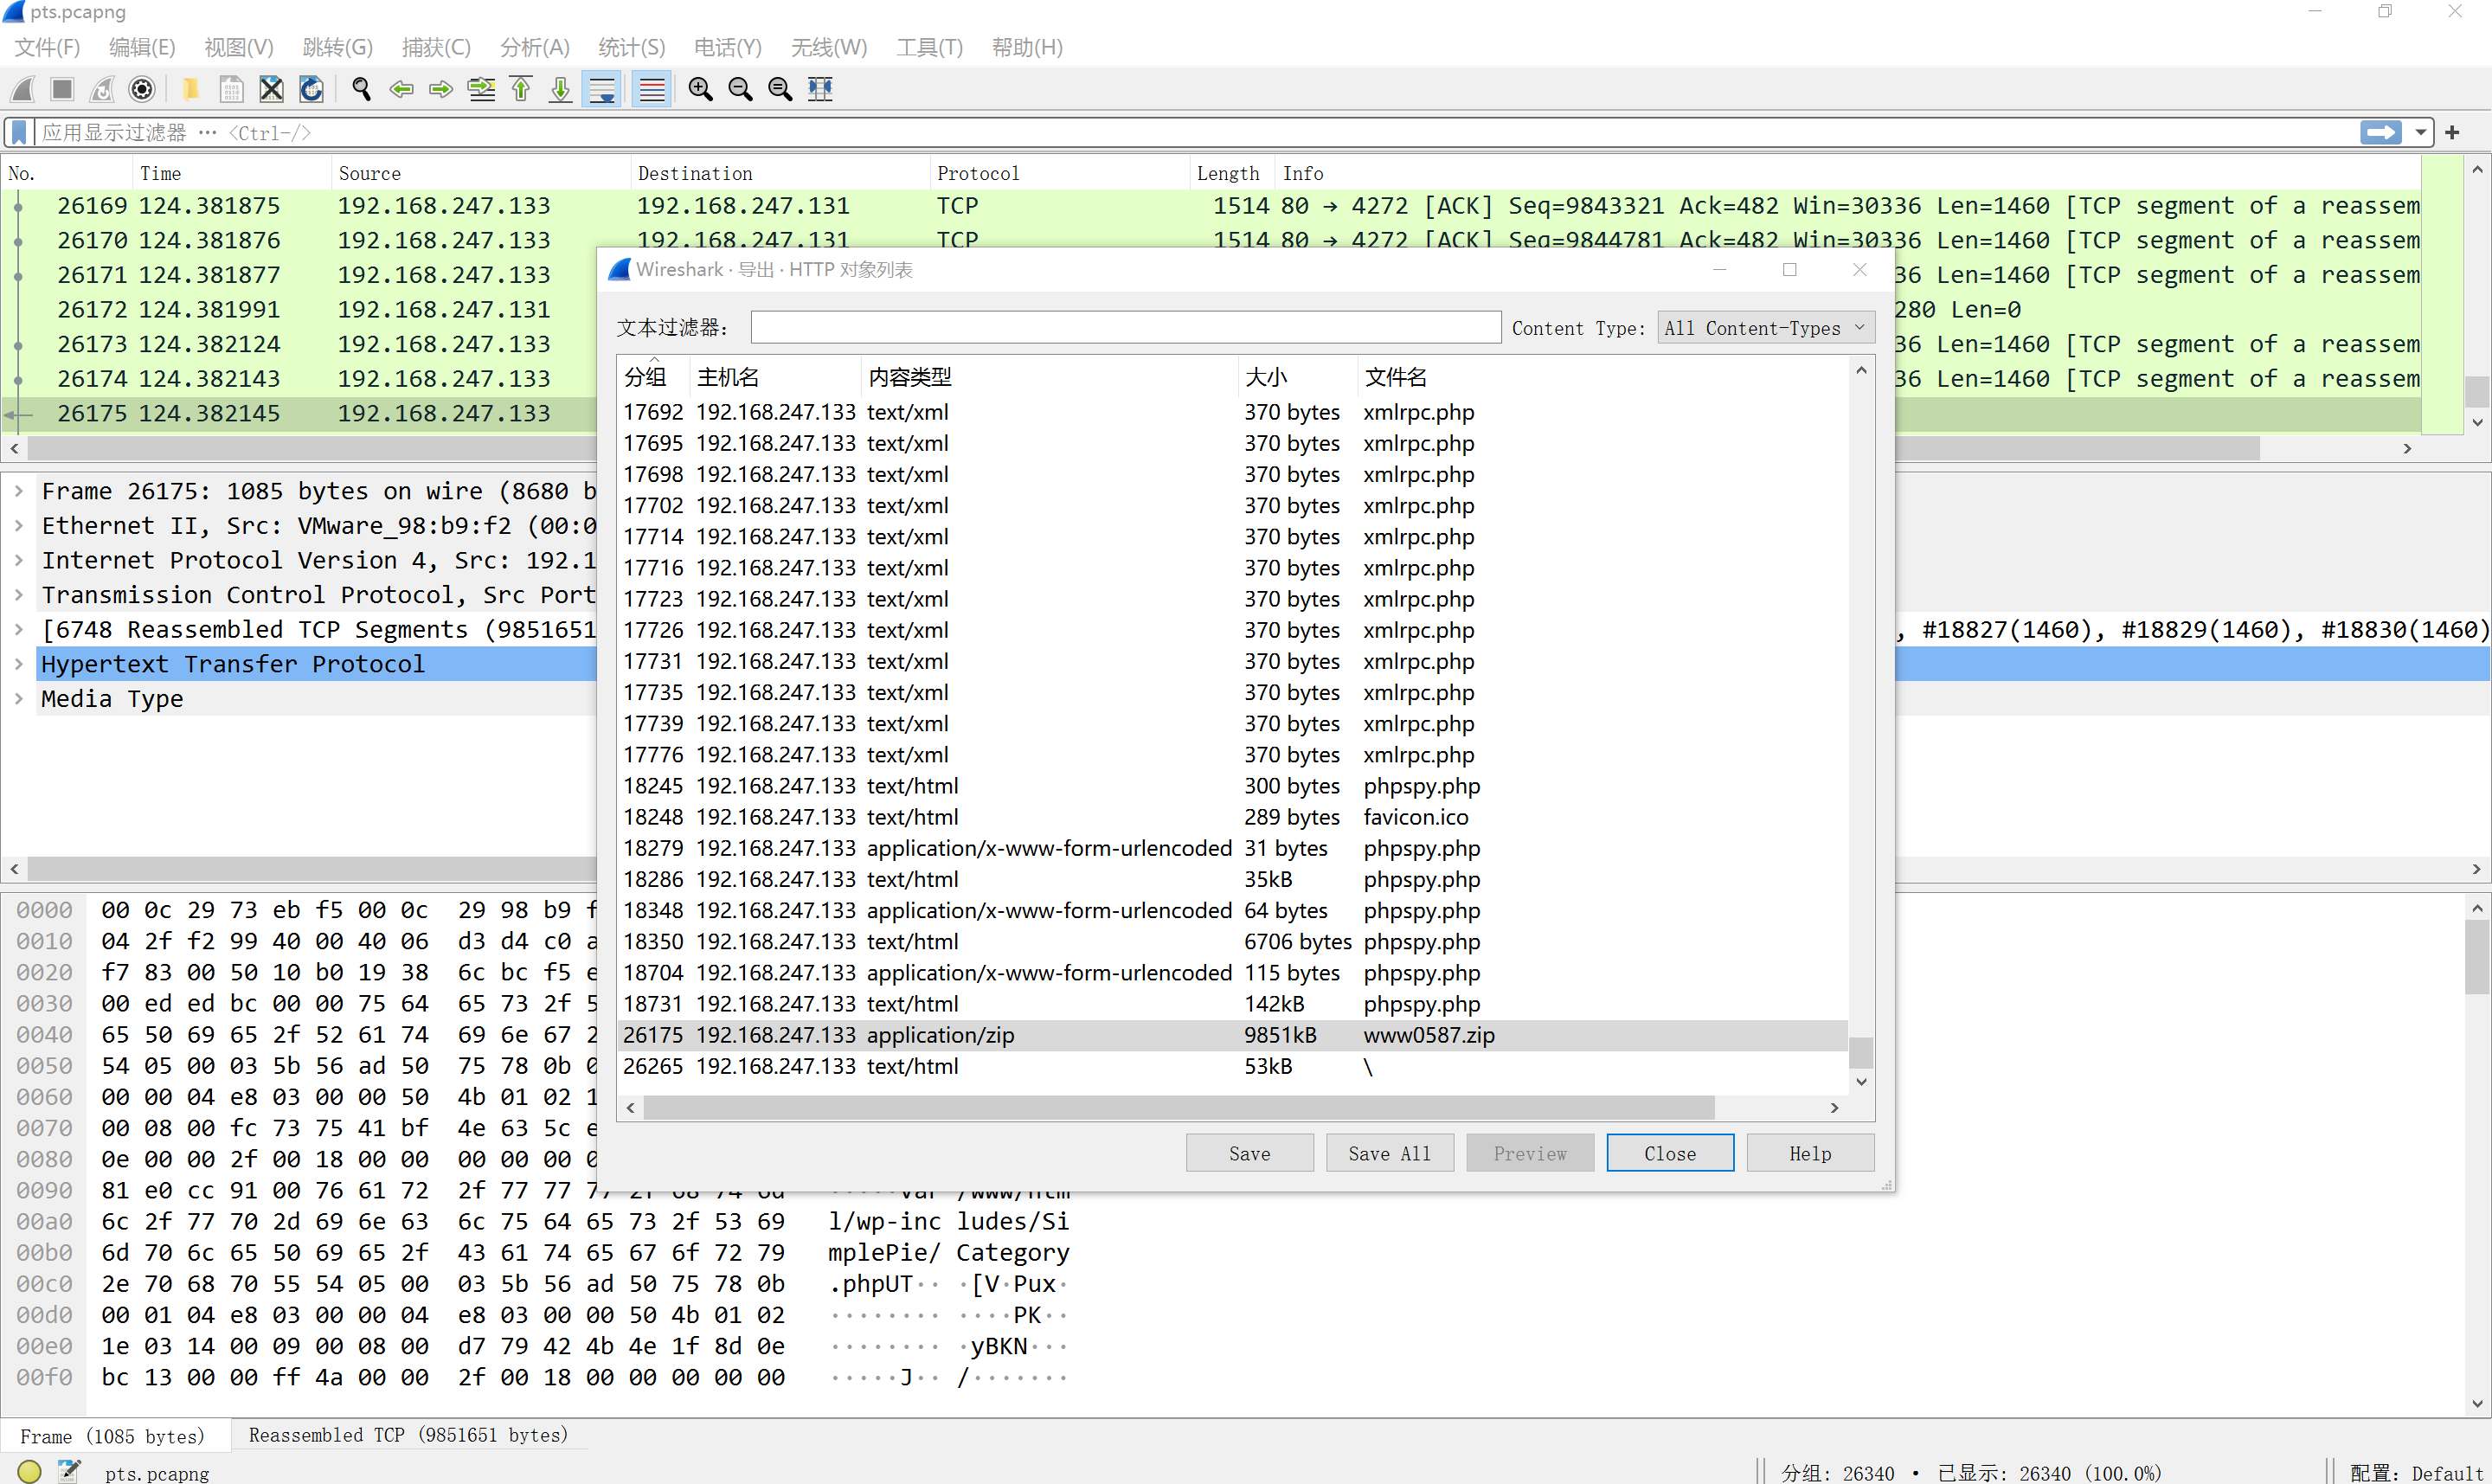 pts.pcapng
文件(F) 编辑(E) 视图(V) 跳转(G) 捕获(C) 分析(A) 统计(S) 电话(Y) 无线(W) 工具(T) 帮助(H)
应用显示过滤器 … <Ctrl-/>
No. Time Source Destination Protocol Length Info
26169 124.381875 192.168.247.133 192.168.247.131 TCP 1514 80 → 4272 [ACK] Seq=9843321 Ack=482 Win=30336 Len=1460 [TCP segment of a reassem
26170 124.381876 192.168.247.133 192.168.247.131 TCP 1514 80 → 4272 [ACK] Seq=9844781 Ack=482 Win=30336 Len=1460 [TCP segment of a reassem
26171 124.381877 192.168.247.133 36 Len=1460 [TCP segment of a reassem
26172 124.381991 192.168.247.131 280 Len=0
26173 124.382124 192.168.247.133 36 Len=1460 [TCP segment of a reassem
26174 124.382143 192.168.247.133 36 Len=1460 [TCP segment of a reassem
26175 124.382145 192.168.247.133
Frame 26175: 1085 bytes on wire (8680 b
Ethernet II, Src: VMware_98:b9:f2 (00:0
Internet Protocol Version 4, Src: 192.1
Transmission Control Protocol, Src Port
[6748 Reassembled TCP Segments (9851651 , #18827(1460), #18829(1460), #18830(1460)
Hypertext Transfer Protocol
Media Type
Wireshark · 导出 · HTTP 对象列表
文本过滤器: Content Type: All Content-Types
分组 主机名 内容类型 大小 文件名
17692 192.168.247.133 text/xml 370 bytes xmlrpc.php
17695 192.168.247.133 text/xml 370 bytes xmlrpc.php
17698 192.168.247.133 text/xml 370 bytes xmlrpc.php
17702 192.168.247.133 text/xml 370 bytes xmlrpc.php
17714 192.168.247.133 text/xml 370 bytes xmlrpc.php
17716 192.168.247.133 text/xml 370 bytes xmlrpc.php
17723 192.168.247.133 text/xml 370 bytes xmlrpc.php
17726 192.168.247.133 text/xml 370 bytes xmlrpc.php
17731 192.168.247.133 text/xml 370 bytes xmlrpc.php
17735 192.168.247.133 text/xml 370 bytes xmlrpc.php
17739 192.168.247.133 text/xml 370 bytes xmlrpc.php
17776 192.168.247.133 text/xml 370 bytes xmlrpc.php
18245 192.168.247.133 text/html 300 bytes phpspy.php
18248 192.168.247.133 text/html 289 bytes favicon.ico
18279 192.168.247.133 application/x-www-form-urlencoded 31 bytes phpspy.php
18286 192.168.247.133 text/html 35kB phpspy.php
18348 192.168.247.133 application/x-www-form-urlencoded 64 bytes phpspy.php
18350 192.168.247.133 text/html 6706 bytes phpspy.php
18704 192.168.247.133 application/x-www-form-urlencoded 115 bytes phpspy.php
18731 192.168.247.133 text/html 142kB phpspy.php
26175 192.168.247.133 application/zip 9851kB www0587.zip
26265 192.168.247.133 text/html 53kB \
Save Save All Preview Close Help
0000 00 0c 29 73 eb f5 00 0c 29 98 b9 f
0010 04 2f f2 99 40 00 40 06 d3 d4 c0 a
0020 f7 83 00 50 10 b0 19 38 6c bc f5 e
0030 00 ed ed bc 00 00 75 64 65 73 2f 5
0040 65 50 69 65 2f 52 61 74 69 6e 67 2
0050 54 05 00 03 5b 56 ad 50 75 78 0b 0
0060 00 00 04 e8 03 00 00 50 4b 01 02 1
0070 00 08 00 fc 73 75 41 bf 4e 63 5c e
0080 0e 00 00 2f 00 18 00 00 00 00 00 0
0090 81 e0 cc 91 00 76 61 72 2f 77 77 77 2f 68 74 6d ·····var /www/htm
00a0 6c 2f 77 70 2d 69 6e 63 6c 75 64 65 73 2f 53 69 l/wp-inc ludes/Si
00b0 6d 70 6c 65 50 69 65 2f 43 61 74 65 67 6f 72 79 mplePie/ Category
00c0 2e 70 68 70 55 54 05 00 03 5b 56 ad 50 75 78 0b .phpUT·· ·[V·Pux·
00d0 00 01 04 e8 03 00 00 04 e8 03 00 00 50 4b 01 02 ········ ····PK··
00e0 1e 03 14 00 09 00 08 00 d7 79 42 4b 4e 1f 8d 0e ········ ·yBKN···
00f0 bc 13 00 00 ff 4a 00 00 2f 00 18 00 00 00 00 00 ·····J·· /·······
Frame (1085 bytes) Reassembled TCP (9851651 bytes)
pts.pcapng 分组: 26340 · 已显示: 26340 (100.0%) 配置: Default